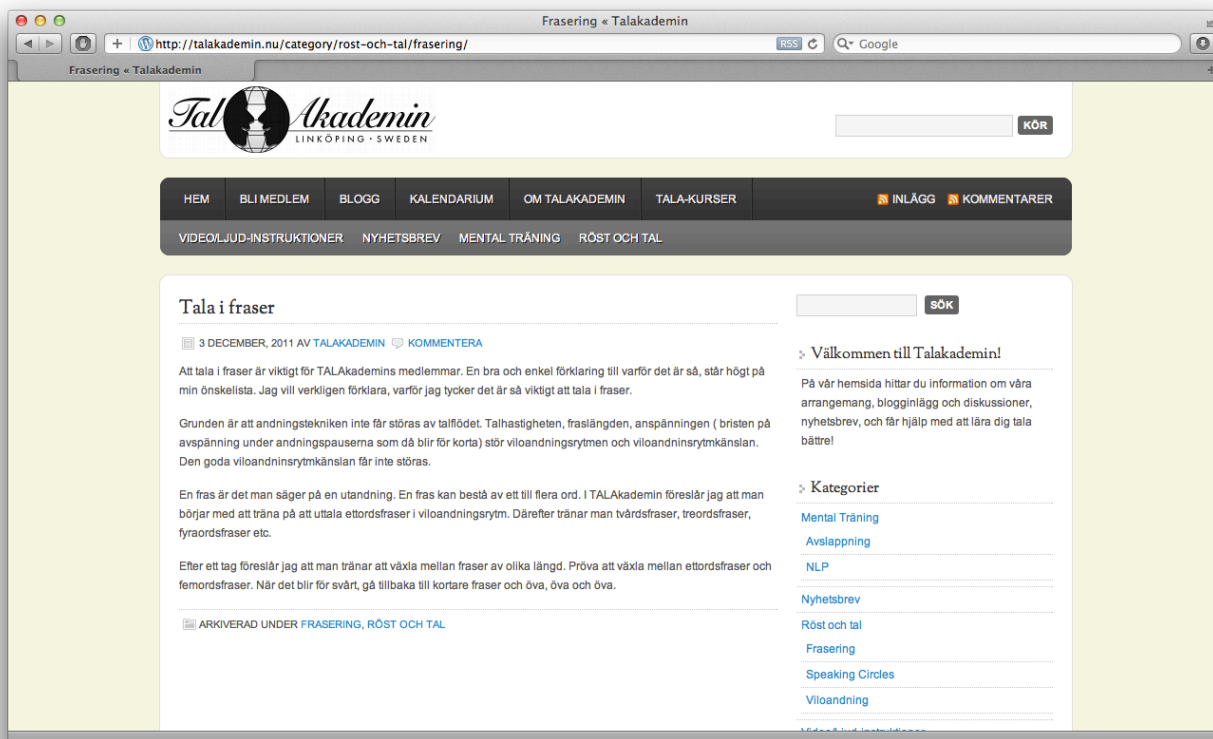 Frasering « Talakademin
http://talakademin.nu/category/rost-och-tal/frasering/
RSS
Google
Frasering « Talakademin
Tal Akademin
LINKÖPING · SWEDEN
KÖR
HEM
BLI MEDLEM
BLOGG
KALENDARIUM
OM TALAKADEMIN
TALA-KURSER
INLÄGG
KOMMENTARER
VIDEO/LJUD-INSTRUKTIONER
NYHETSBREV
MENTAL TRÄNING
RÖST OCH TAL
Tala i fraser
3 DECEMBER, 2011 AV TALAKADEMIN KOMMENTERA
Att tala i fraser är viktigt för TALAkademins medlemmar. En bra och enkel förklaring till varför det är så, står högt på
min önskelista. Jag vill verkligen förklara, varför jag tycker det är så viktigt att tala i fraser.
Grunden är att andningstekniken inte får störas av talflödet. Talhastigheten, fraslängden, anspänningen ( bristen på
avspänning under andningspauserna som då blir för korta) stör viloandningsrytmen och viloandninsrytmkänslan.
Den goda viloandninsrytmkänslan får inte störas.
En fras är det man säger på en utandning. En fras kan bestå av ett till flera ord. I TALAkademin föreslår jag att man
börjar med att träna på att uttala ettordsfraser i viloandningsrytm. Därefter tränar man tvårdsfraser, treordsfraser,
fyraordsfraser etc.
Efter ett tag föreslår jag att man tränar att växla mellan fraser av olika längd. Pröva att växla mellan ettordsfraser och
femordsfraser. När det blir för svårt, gå tillbaka till kortare fraser och öva, öva och öva.
ARKIVERAD UNDER FRASERING, RÖST OCH TAL
SÖK
Välkommen till Talakademin!
På vår hemsida hittar du information om våra
arrangemang, blogginlägg och diskussioner,
nyhetsbrev, och får hjälp med att lära dig tala
bättre!
Kategorier
Mental Träning
Avslappning
NLP
Nyhetsbrev
Röst och tal
Frasering
Speaking Circles
Viloandning
Video/Ljud-instruktioner